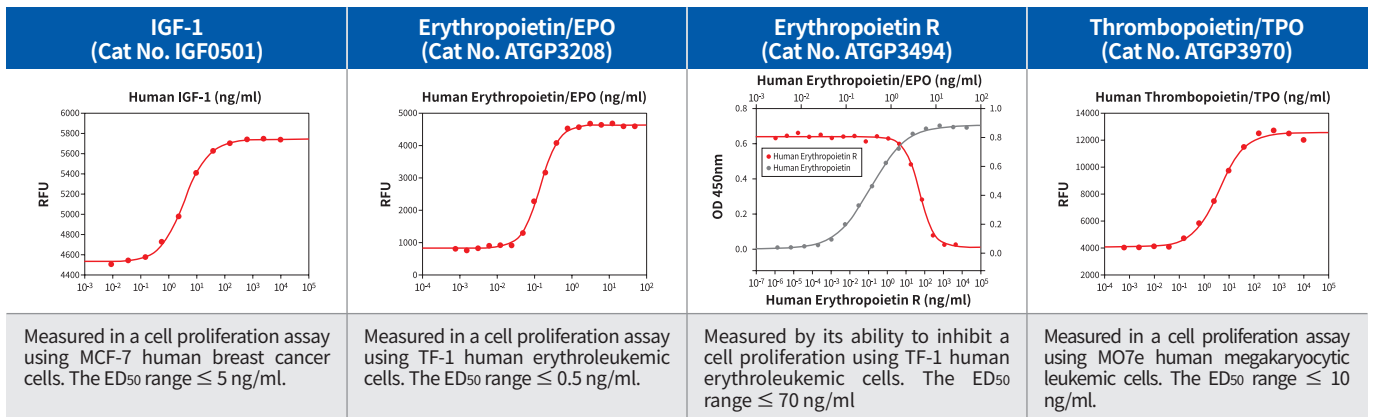 IGF-1
(Cat No. IGF0501)
Erythropoietin/EPO
(Cat No. ATGP3208)
Erythropoietin R
(Cat No. ATGP3494)
Thrombopoietin/TPO
(Cat No. ATGP3970)
Human IGF-1 (ng/ml)
6000
5800
5600
5400
5200
5000
4800
4600
4400
RFU
10-3 10-2 10-1 100 101 102 103 104 105
Human Erythropoietin/EPO (ng/ml)
5000
4000
3000
2000
1000
0
RFU
10-4 10-3 10-2 10-1 100 101 102
Human Erythropoietin/EPO (ng/ml)
10-3 10-2 10-1 100 101 102
0.8
0.6
0.4
0.2
0.0
OD 450nm
1.0
0.8
0.6
0.4
0.2
0.0
Human Erythropoietin R
Human Erythropoietin
10-7 10-6 10-5 10-4 10-3 10-2 10-1 100 101 102 103 104 105
Human Erythropoietin R (ng/ml)
Human Thrombopoietin/TPO (ng/ml)
14000
12000
10000
8000
6000
4000
2000
RFU
10-4 10-3 10-2 10-1 100 101 102 103 104 105
Measured in a cell proliferation assay
using MCF-7 human breast cancer
cells. The ED50 range ≤ 5 ng/ml.
Measured in a cell proliferation assay
using TF-1 human erythroleukemic
cells. The ED50 range ≤ 0.5 ng/ml.
Measured by its ability to inhibit a
cell proliferation using TF-1 human
erythroleukemic cells. The ED50
range ≤ 70 ng/ml
Measured in a cell proliferation assay
using MO7e human megakaryocytic
leukemic cells. The ED50 range ≤ 10
ng/ml.